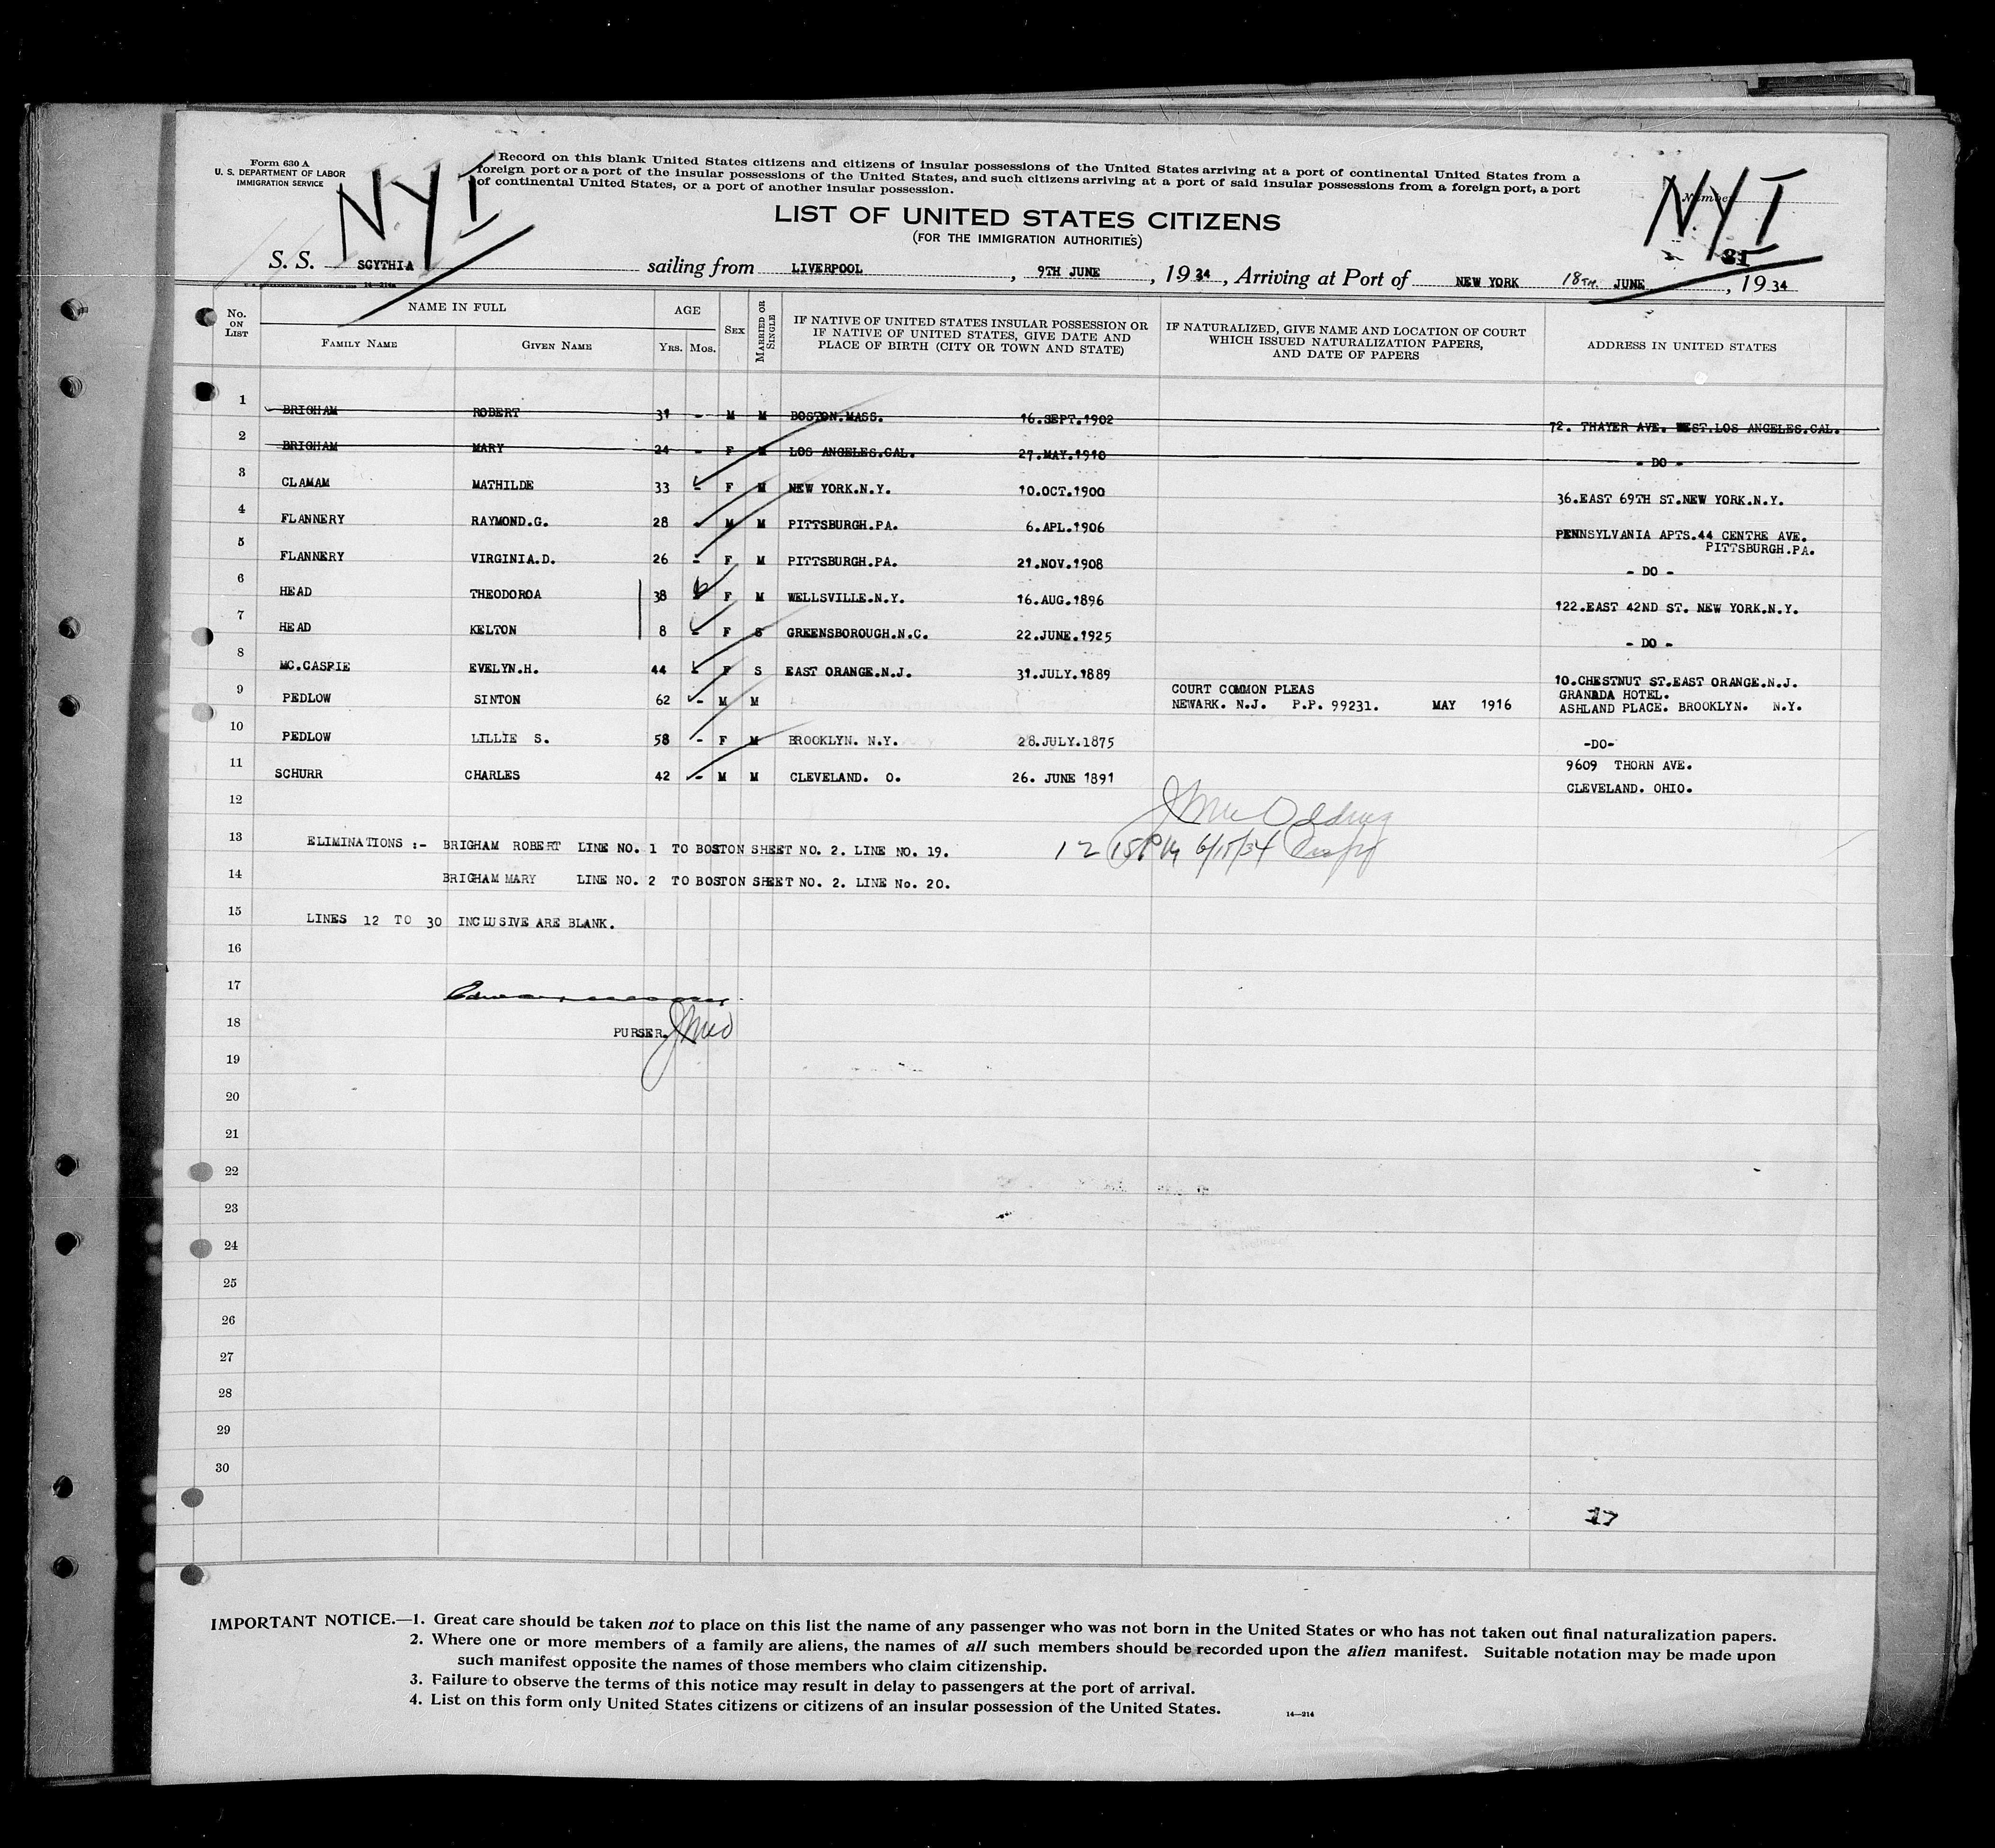 Form 630 A
U. S. DEPARTMENT OF LABOR
IMMIGRATION SERVICE
NYI
Record on this blank United States citizens and citizens of insular possessions of the United States arriving at a port of continental United States from a
foreign port or a port of the insular possessions of the United States, and such citizens arriving at a port of said insular possessions from a foreign port, a port
of continental United States, or a port of another insular possession.
Number
NYI
LIST OF UNITED STATES CITIZENS
(FOR THE IMMIGRATION AUTHORITIES)
81
S. S. SCYTHIA sailing from LIVERPOOL, 9TH JUNE, 1934, Arriving at Port of NEW YORK 18TH. JUNE, 1934
14—214a
No. ON LIST NAME IN FULL AGE SEX MARRIED OR SINGLE IF NATIVE OF UNITED STATES INSULAR POSSESSION OR IF NATIVE OF UNITED STATES, GIVE DATE AND PLACE OF BIRTH (CITY OR TOWN AND STATE) IF NATURALIZED, GIVE NAME AND LOCATION OF COURT WHICH ISSUED NATURALIZATION PAPERS, AND DATE OF PAPERS ADDRESS IN UNITED STATES
FAMILY NAME GIVEN NAME YRS. MOS.
1 BRIGHAM ROBERT 31 - M M BOSTON.MASS. 16.SEPT.1902 72. THAYER AVE. WEST.LOS ANGELES.CAL.
2 BRIGHAM MARY 24 - F M LOS ANGELES.CAL. 27.MAY.1910 - DO -
3 CLAMAM MATHILDE 33 - F M NEW YORK.N.Y. 10.OCT.1900 36.EAST 69TH ST.NEW YORK.N.Y.
4 FLANNERY RAYMOND.G. 28 - M M PITTSBURGH.PA. 6.APL.1906 PENNSYLVANIA APTS.44 CENTRE AVE.
PITTSBURGH.PA.
5 FLANNERY VIRGINIA.D. 26 - F M PITTSBURGH.PA. 21.NOV.1908 - DO -
6 HEAD THEODOROA 38 - F M WELLSVILLE.N.Y. 16.AUG.1896 122.EAST 42ND ST. NEW YORK.N.Y.
7 HEAD KELTON 8 - F S GREENSBOROUGH.N.C. 22.JUNE.1925 - DO -
8 MC.CASPIE EVELYN.H. 44 - F S EAST ORANGE.N.J. 31.JULY.1889 10.CHESTNUT ST.EAST ORANGE.N.J.
9 PEDLOW SINTON 62 - M M COURT COMMON PLEAS GRANADA HOTEL.
NEWARK. N.J. P.P. 99231. MAY 1916 ASHLAND PLACE. BROOKLYN. N.Y.
10 PEDLOW LILLIE S. 58 - F M BROOKLYN. N.Y. 28.JULY.1875 -DO-
11 SCHURR CHARLES 42 - M M CLEVELAND. O. 26. JUNE 1891 9609 THORN AVE.
CLEVELAND. OHIO.
12
13 ELIMINATIONS :- BRIGHAM ROBERT LINE NO. 1 TO BOSTON SHEET NO. 2. LINE NO. 19.
14 BRIGHAM MARY LINE NO. 2 TO BOSTON SHEET NO. 2. LINE No. 20.
15 LINES 12 TO 30 INCLUSIVE ARE BLANK.
16
17
18 PURSER.
19
20
21
22
23
24
25
26
27
28
29
30
17
IMPORTANT NOTICE.—1. Great care should be taken not to place on this list the name of any passenger who was not born in the United States or who has not taken out final naturalization papers.
2. Where one or more members of a family are aliens, the names of all such members should be recorded upon the alien manifest. Suitable notation may be made upon
such manifest opposite the names of those members who claim citizenship.
3. Failure to observe the terms of this notice may result in delay to passengers at the port of arrival.
4. List on this form only United States citizens or citizens of an insular possession of the United States.
14—214